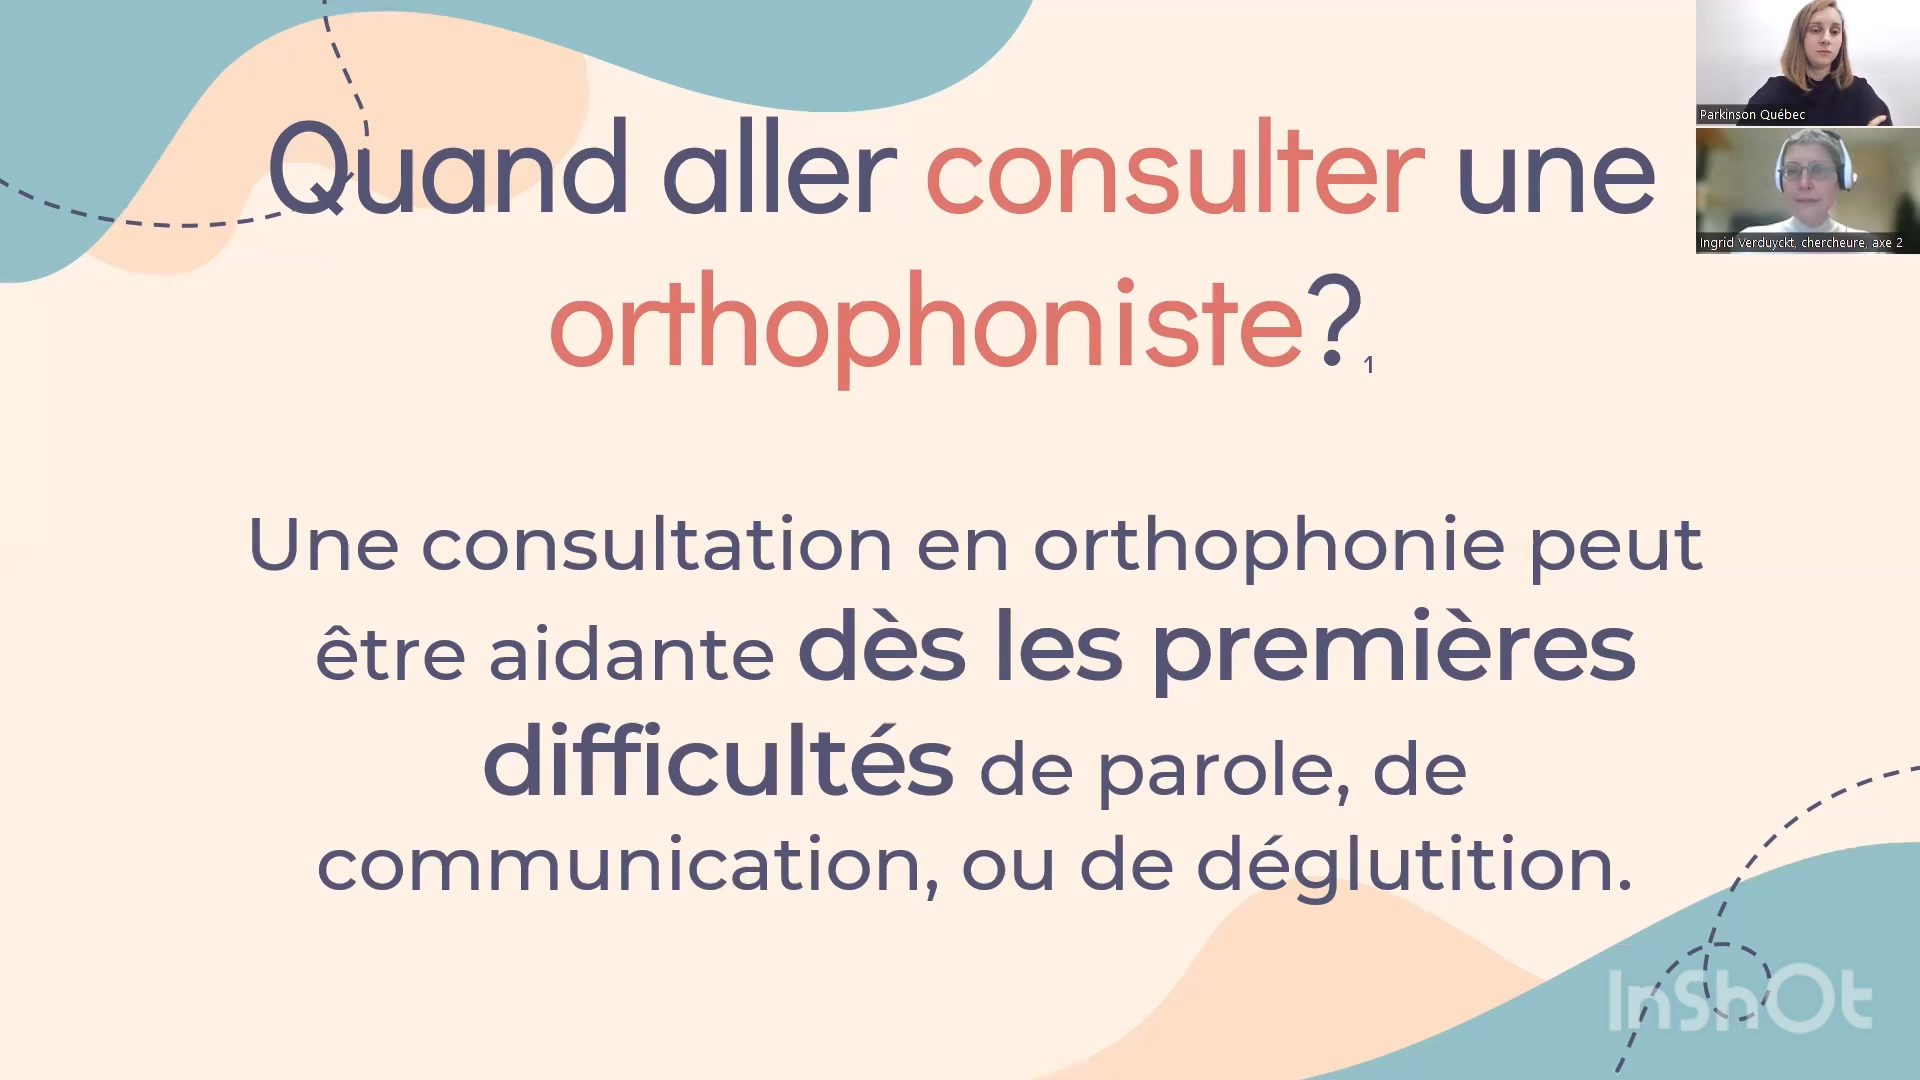 Quand aller consulter une
orthophoniste?1
Une consultation en orthophonie peut
être aidante dès les premières
difficultés de parole, de
communication, ou de déglutition.
Parkinson Québec
Ingrid Verduyckt, chercheure, axe 2
InShOt